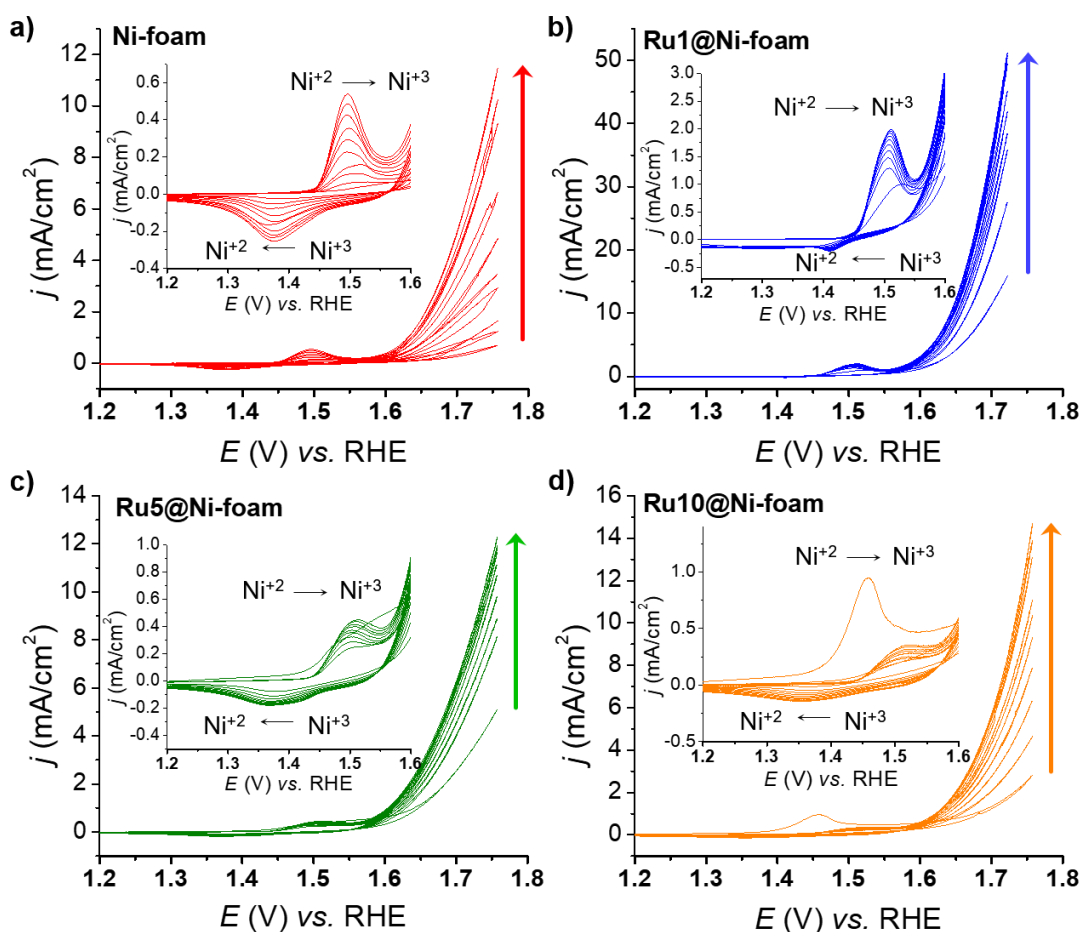 a)
Ni-foam
12
10
8
6
4
2
0
j (mA/cm²)
1.2 1.3 1.4 1.5 1.6 1.7 1.8
E (V) vs. RHE
0.6
0.4
0.2
0.0
-0.2
-0.4
j (mA/cm²)
Ni⁺² → Ni⁺³
Ni⁺² ← Ni⁺³
1.2 1.3 1.4 1.5 1.6
E (V) vs. RHE
b)
Ru1@Ni-foam
50
40
30
20
10
0
j (mA/cm²)
1.2 1.3 1.4 1.5 1.6 1.7 1.8
E (V) vs. RHE
3.0
2.5
2.0
1.5
1.0
0.5
0.0
-0.5
j (mA/cm²)
Ni⁺² → Ni⁺³
Ni⁺² ← Ni⁺³
1.2 1.3 1.4 1.5 1.6
E (V) vs. RHE
c)
Ru5@Ni-foam
14
12
10
8
6
4
2
0
j (mA/cm²)
1.2 1.3 1.4 1.5 1.6 1.7 1.8
E (V) vs. RHE
1.0
0.8
0.6
0.4
0.2
0.0
-0.2
-0.4
j (mA/cm²)
Ni⁺² → Ni⁺³
Ni⁺² ← Ni⁺³
1.2 1.3 1.4 1.5 1.6
E (V) vs. RHE
d)
Ru10@Ni-foam
16
14
12
10
8
6
4
2
0
j (mA/cm²)
1.2 1.3 1.4 1.5 1.6 1.7 1.8
E (V) vs. RHE
1.0
0.5
0.0
-0.5
j (mA/cm²)
Ni⁺² → Ni⁺³
Ni⁺² ← Ni⁺³
1.2 1.3 1.4 1.5 1.6
E (V) vs. RHE